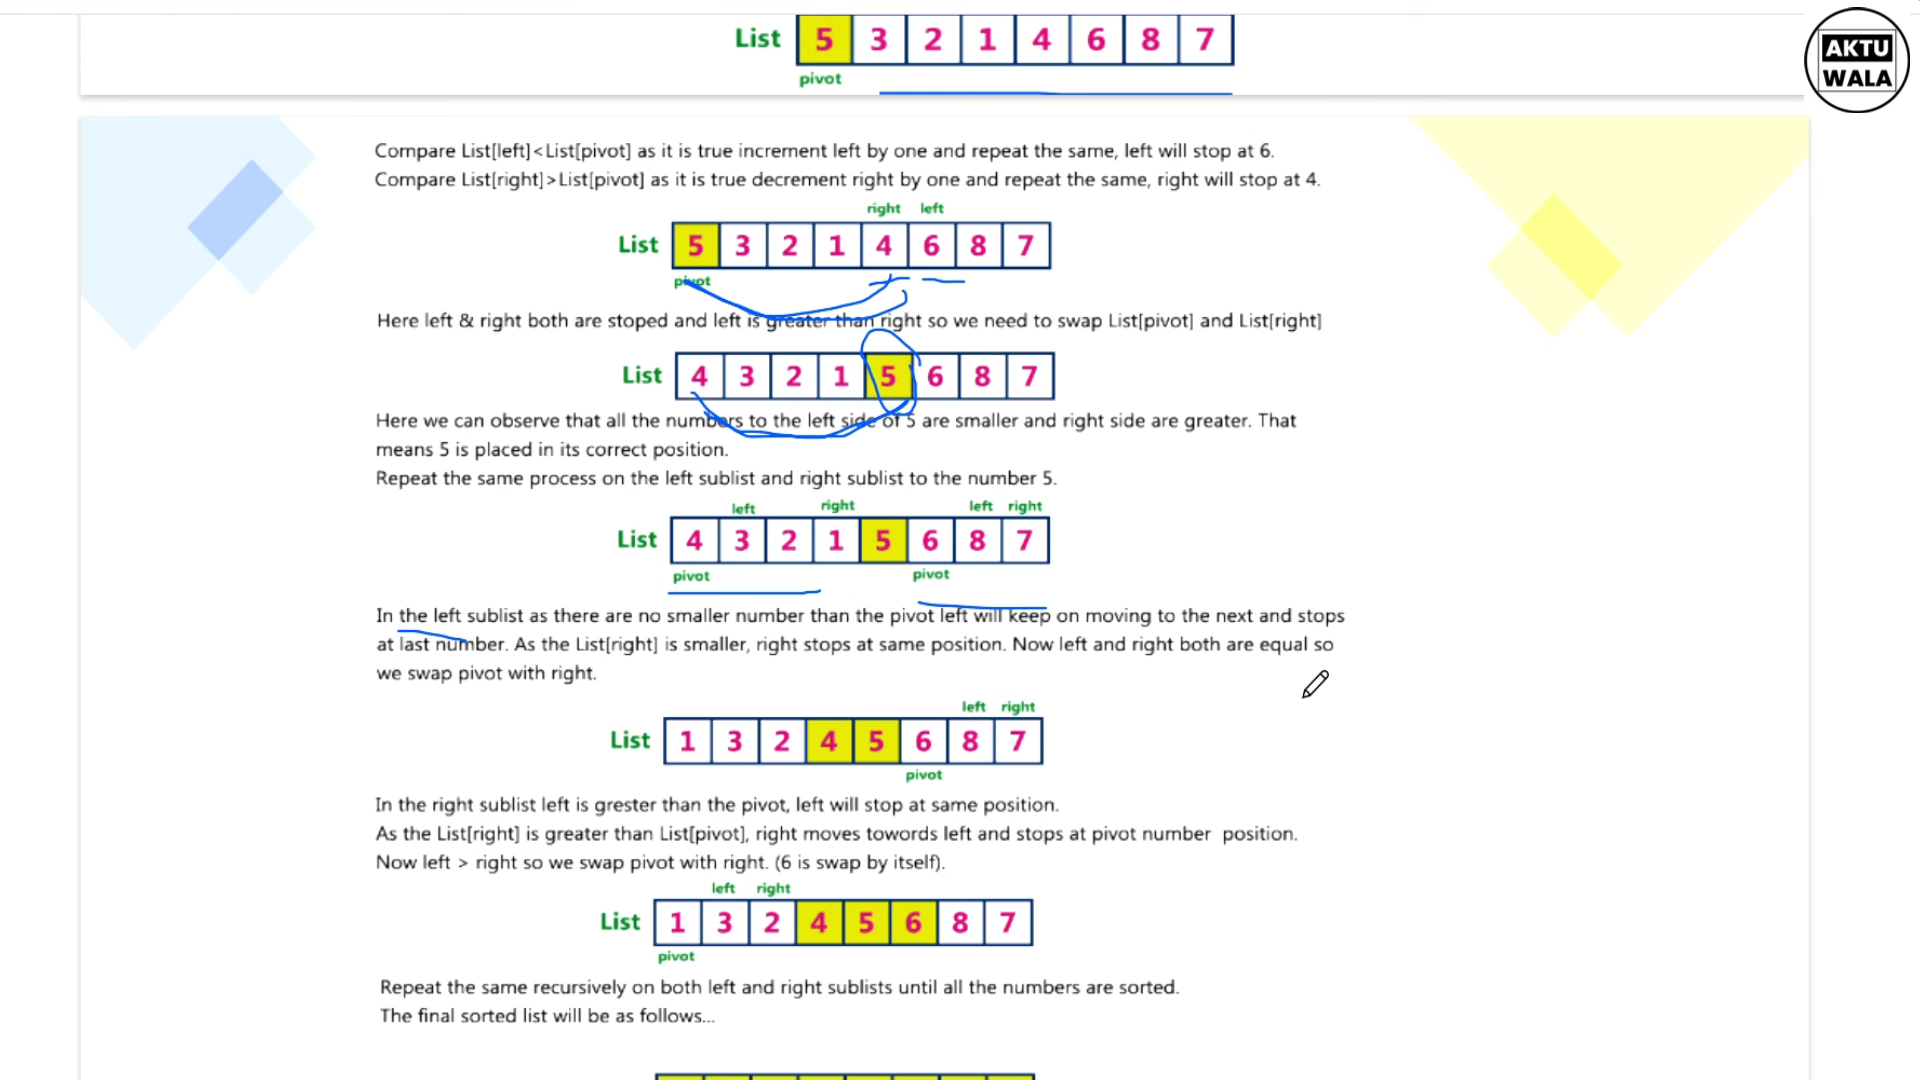 List 5 3 2 1 4 6 8 7
pivot
AKTU
WALA
Compare List[left]<List[pivot] as it is true increment left by one and repeat the same, left will stop at 6.
Compare List[right]>List[pivot] as it is true decrement right by one and repeat the same, right will stop at 4.
right left
List 5 3 2 1 4 6 8 7
pivot
Here left & right both are stoped and left is greater than right so we need to swap List[pivot] and List[right]
List 4 3 2 1 5 6 8 7
Here we can observe that all the numbers to the left side of 5 are smaller and right side are greater. That
means 5 is placed in its correct position.
Repeat the same process on the left sublist and right sublist to the number 5.
left right left right
List 4 3 2 1 5 6 8 7
pivot pivot
In the left sublist as there are no smaller number than the pivot left will keep on moving to the next and stops
at last number. As the List[right] is smaller, right stops at same position. Now left and right both are equal so
we swap pivot with right.
left right
List 1 3 2 4 5 6 8 7
pivot
In the right sublist left is grester than the pivot, left will stop at same position.
As the List[right] is greater than List[pivot], right moves towords left and stops at pivot number position.
Now left > right so we swap pivot with right. (6 is swap by itself).
left right
List 1 3 2 4 5 6 8 7
pivot
Repeat the same recursively on both left and right sublists until all the numbers are sorted.
The final sorted list will be as follows...